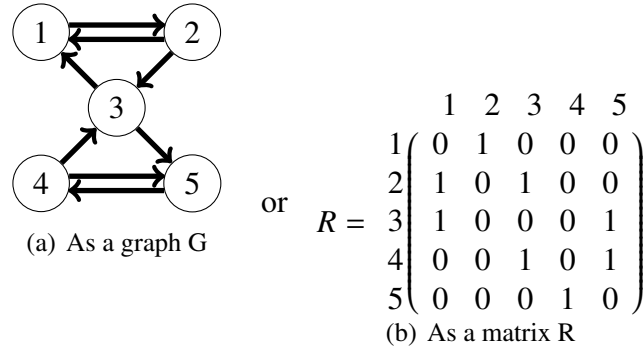 1 2
3
4 5
(a) As a graph G
or
R =
1 2 3 4 5
1 0 1 0 0 0
2 1 0 1 0 0
3 1 0 0 0 1
4 0 0 1 0 1
5 0 0 0 1 0
(b) As a matrix R